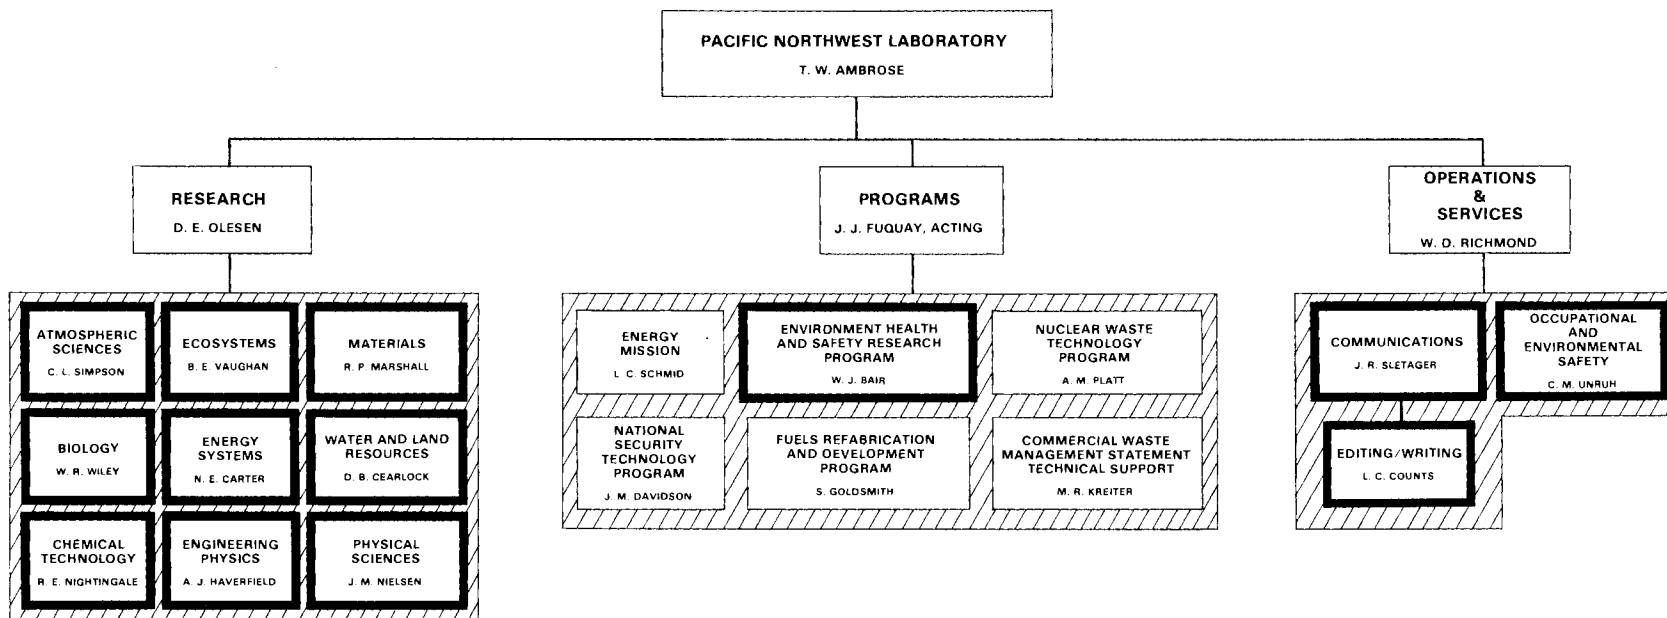 PACIFIC NORTHWEST LABORATORY
T. W. AMBROSE
RESEARCH
D. E. OLESEN
PROGRAMS
J. J. FUQUAY, ACTING
OPERATIONS
&
SERVICES
W. D. RICHMOND
ATMOSPHERIC
SCIENCES
C. L. SIMPSON
ECOSYSTEMS
B. E. VAUGHAN
MATERIALS
R. P. MARSHALL
BIOLOGY
W. R. WILEY
ENERGY
SYSTEMS
N. E. CARTER
WATER AND LAND
RESOURCES
D. B. CEARLOCK
CHEMICAL
TECHNOLOGY
R. E. NIGHTINGALE
ENGINEERING
PHYSICS
A. J. HAVERFIELD
PHYSICAL
SCIENCES
J. M. NIELSEN
ENERGY
MISSION
L. C. SCHMID
ENVIRONMENT HEALTH
AND SAFETY RESEARCH
PROGRAM
W. J. BAIR
NUCLEAR WASTE
TECHNOLOGY
PROGRAM
A. M. PLATT
NATIONAL
SECURITY
TECHNOLOGY
PROGRAM
J. M. DAVIDSON
FUELS REFABRICATION
AND DEVELOPMENT
PROGRAM
S. GOLDSMITH
COMMERCIAL WASTE
MANAGEMENT STATEMENT
TECHNICAL SUPPORT
M. R. KREITER
COMMUNICATIONS
J. R. SLETAGER
OCCUPATIONAL
AND
ENVIRONMENTAL
SAFETY
C. M. UNRUH
EDITING/WRITING
L. C. COUNTS